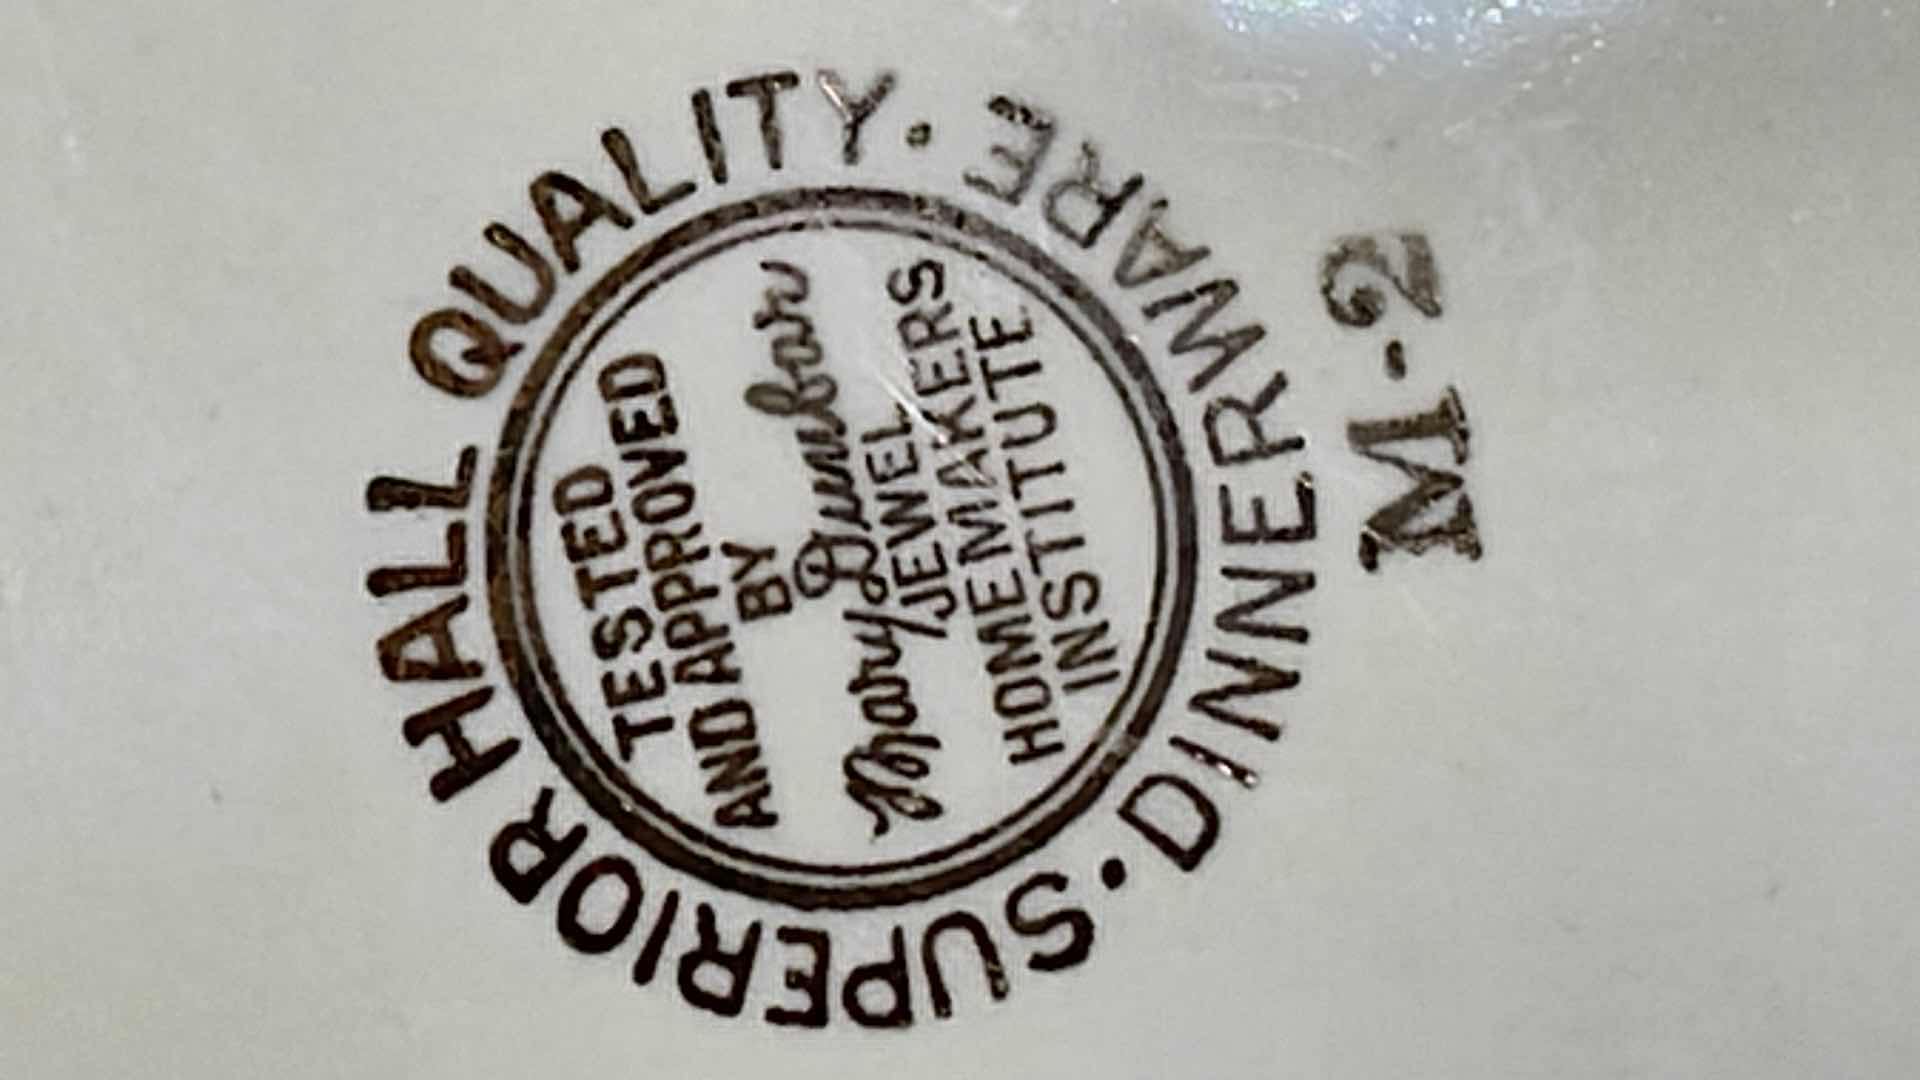 SUPERIOR HALL QUALITY.
DINNERWARE.
TESTED
AND APPROVED
BY
Mary Dunbar
JEWEL
HOMEMAKERS
INSTITUTE
M-2